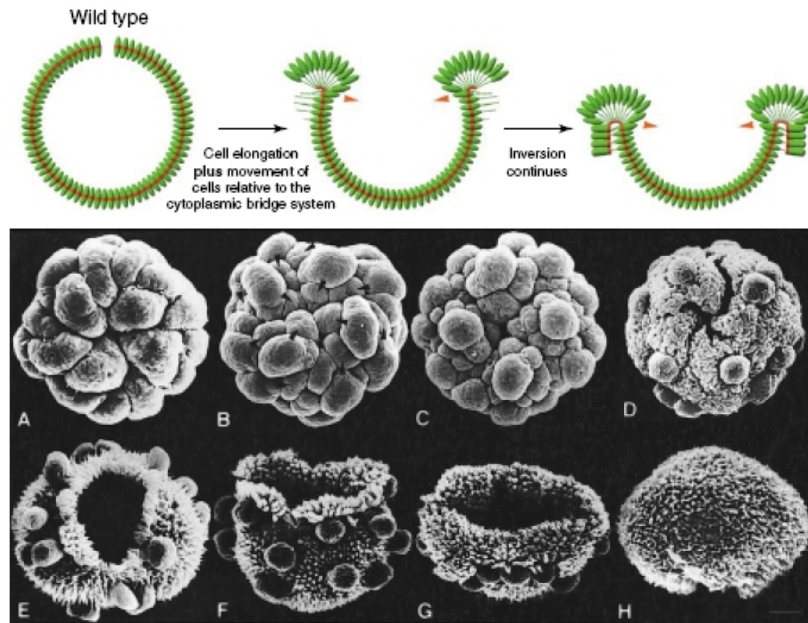 Wild type
Cell elongation
plus movement of
cells relative to the
cytoplasmic bridge system
Inversion
continues
A
B
C
D
E
F
G
H